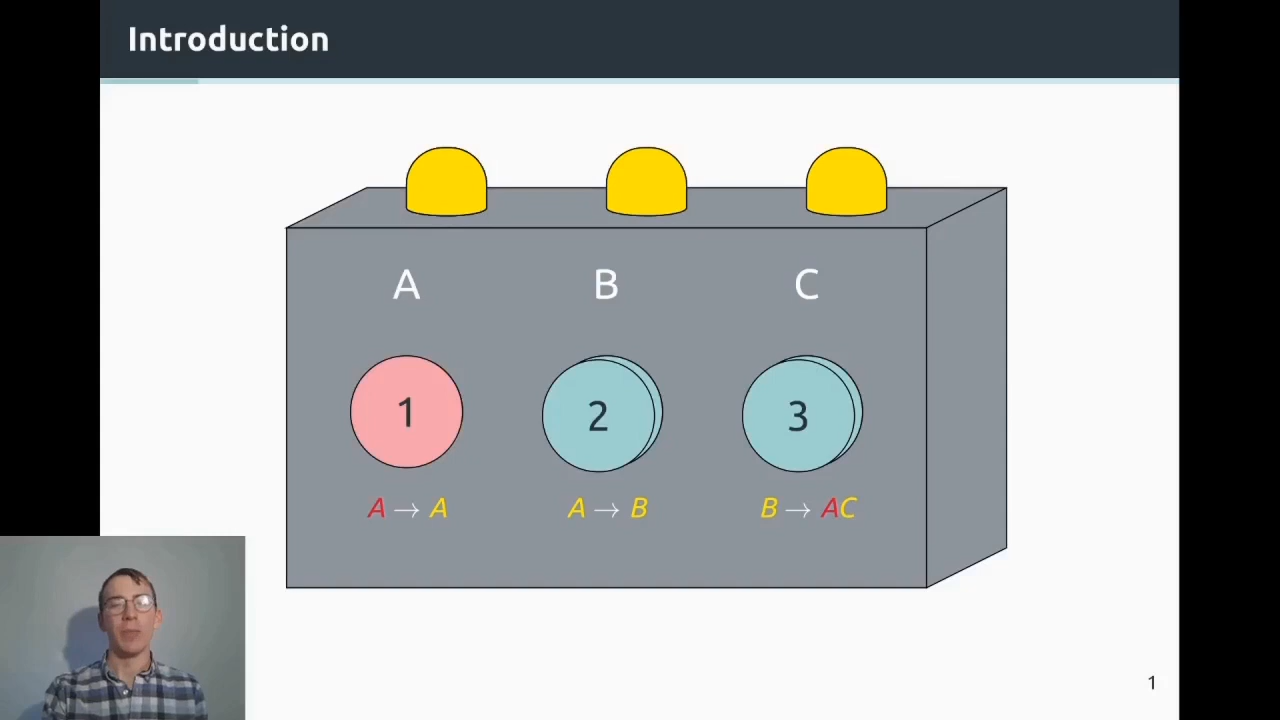 Introduction
A B C
1 2 3
A → A A → B B → AC
1